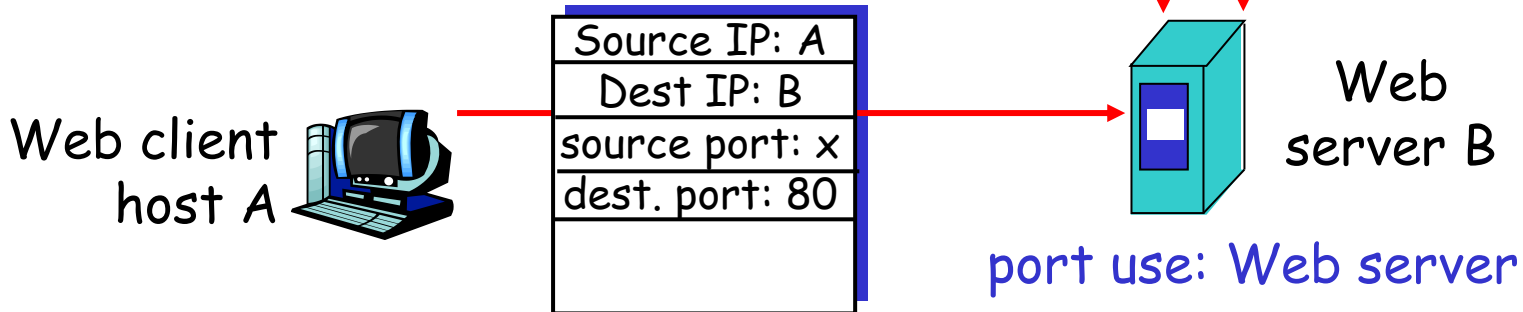 Web client
host A
Source IP: A
Dest IP: B
source port: x
dest. port: 80
Web
server B
port use: Web server